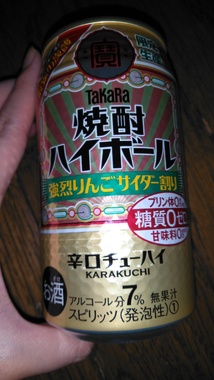 寶
TaKaRa
焼酎
ハイボール
強烈りんごサイダー割り
プリン体0
糖質0ゼロ
甘味料0
辛口チューハイ
KARAKUCHI
お酒
アルコール分7% 無果汁
スピリッツ(発泡性)①